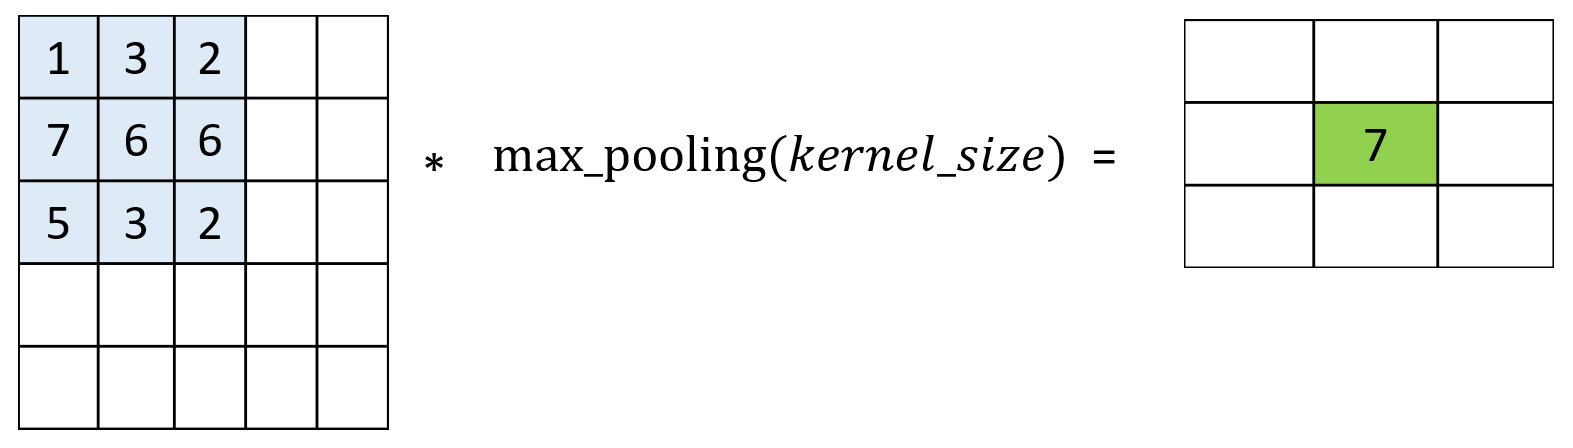 1 3 2
7 6 6
5 3 2
* max_pooling(kernel_size) =
7